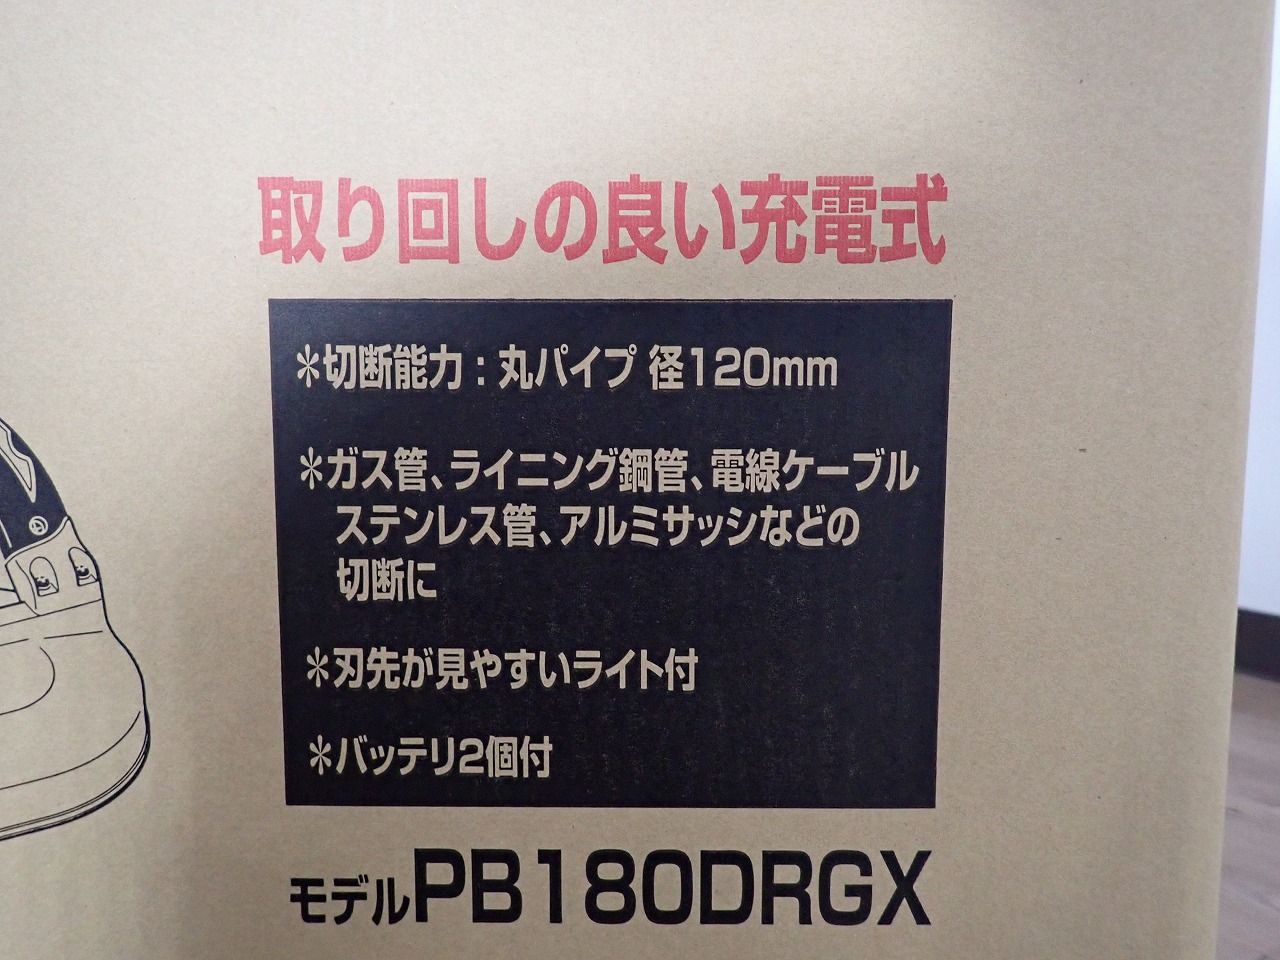 取り回しの良い充電式
＊切断能力：丸パイプ 径120mm
＊ガス管、ライニング鋼管、電線ケーブル
ステンレス管、アルミサッシなどの
切断に
＊刃先が見やすいライト付
＊バッテリ2個付
モデルPB180DRGX